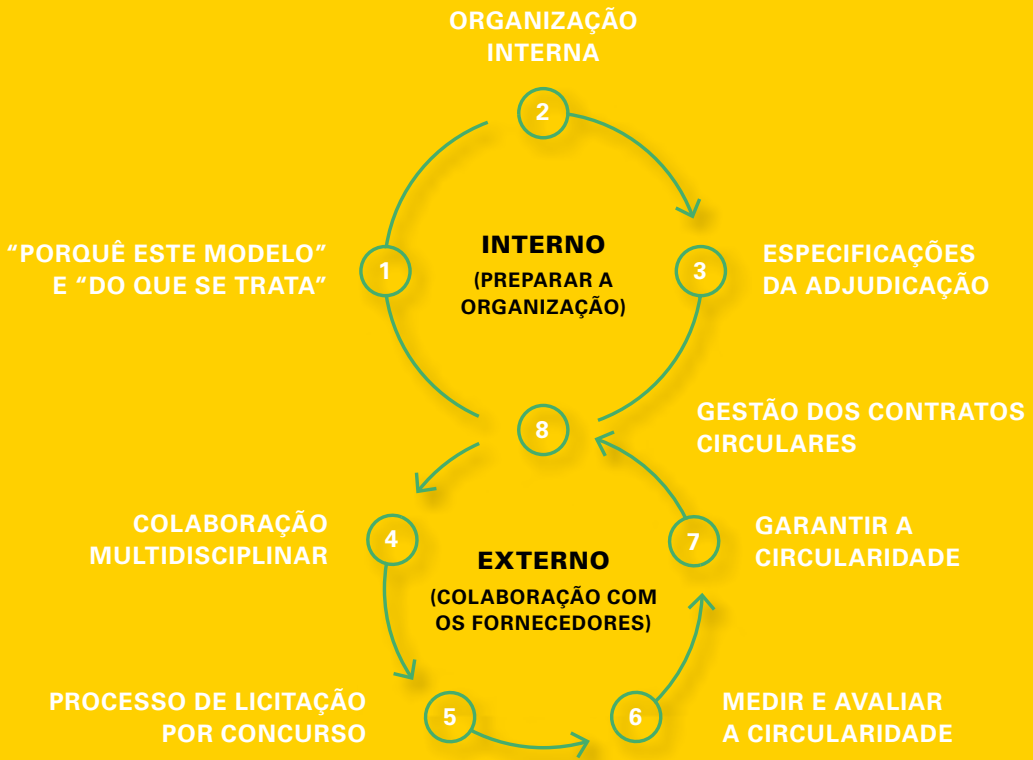 ORGANIZAÇÃO
INTERNA
2
"PORQUÊ ESTE MODELO"
E "DO QUE SE TRATA"
1
INTERNO
(PREPARAR A
ORGANIZAÇÃO)
3
ESPECIFICAÇÕES
DA ADJUDICAÇÃO
8
GESTÃO DOS CONTRATOS
CIRCULARES
COLABORAÇÃO
MULTIDISCIPLINAR
4
EXTERNO
(COLABORAÇÃO COM
OS FORNECEDORES)
7
GARANTIR A
CIRCULARIDADE
PROCESSO DE LICITAÇÃO
POR CONCURSO
5
6
MEDIR E AVALIAR
A CIRCULARIDADE